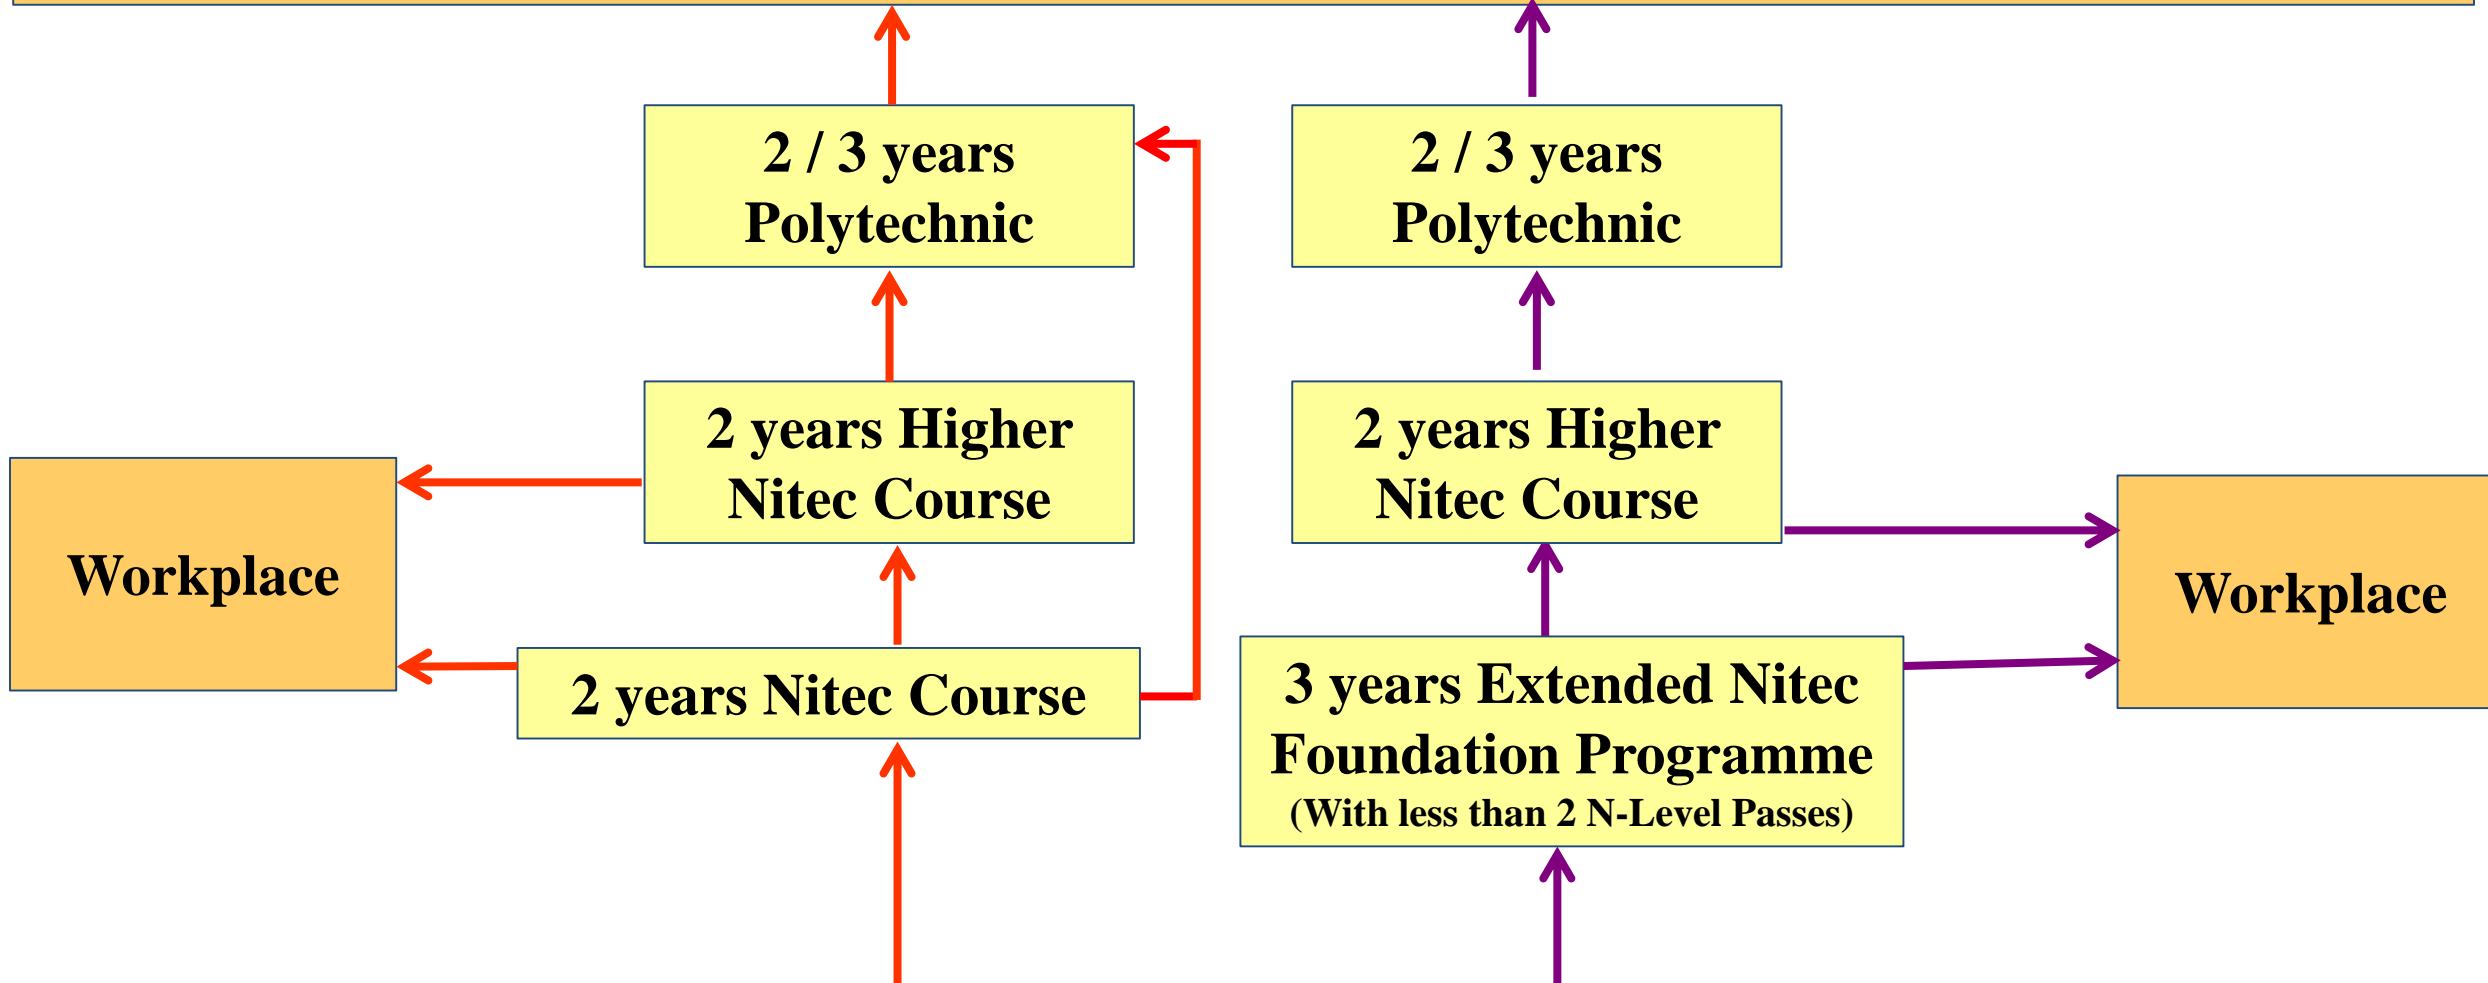 2 / 3 years
Polytechnic
2 / 3 years
Polytechnic
2 years Higher
Nitec Course
2 years Higher
Nitec Course
Workplace
Workplace
2 years Nitec Course
3 years Extended Nitec
Foundation Programme
(With less than 2 N-Level Passes)